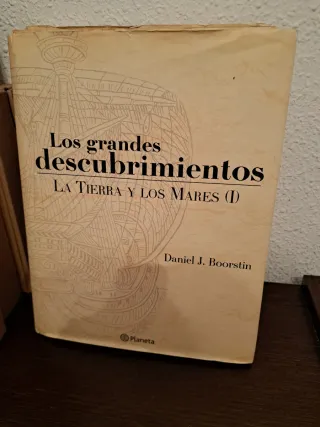 Los grandes
descubrimientos
LA TIERRA Y LOS MARES (I)
Daniel J. Boorstin
Planeta